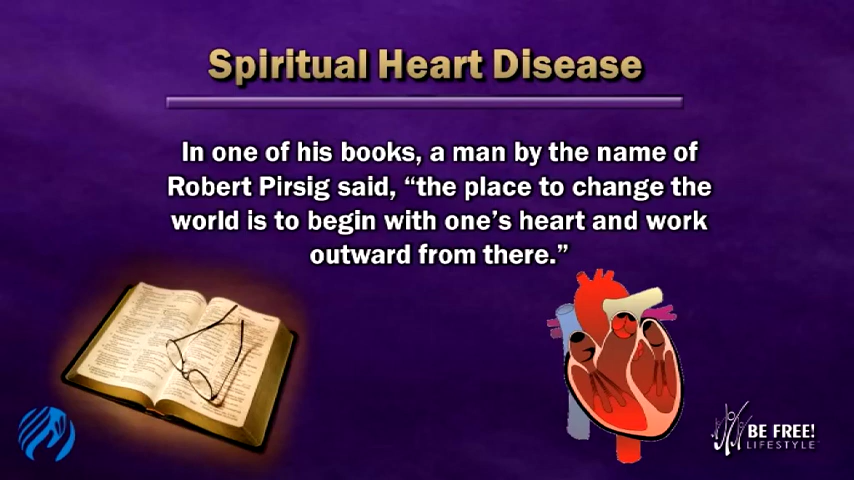 Spiritual Heart Disease
In one of his books, a man by the name of
Robert Pirsig said, “the place to change the
world is to begin with one’s heart and work
outward from there.”
BE FREE!
LIFESTYLE